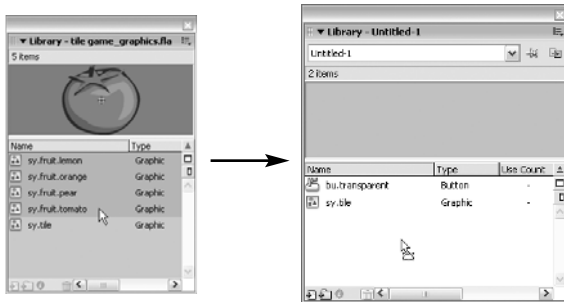 Library - tile game_graphics.fla
5 items
Name Type
sy.fruit.lemon Graphic
sy.fruit.orange Graphic
sy.fruit.pear Graphic
sy.fruit.tomato Graphic
sy.tile Graphic
Library - Untitled-1
Untitled-1
2 items
Name Type Use Count
bu.transparent Button -
sy.tile Graphic -